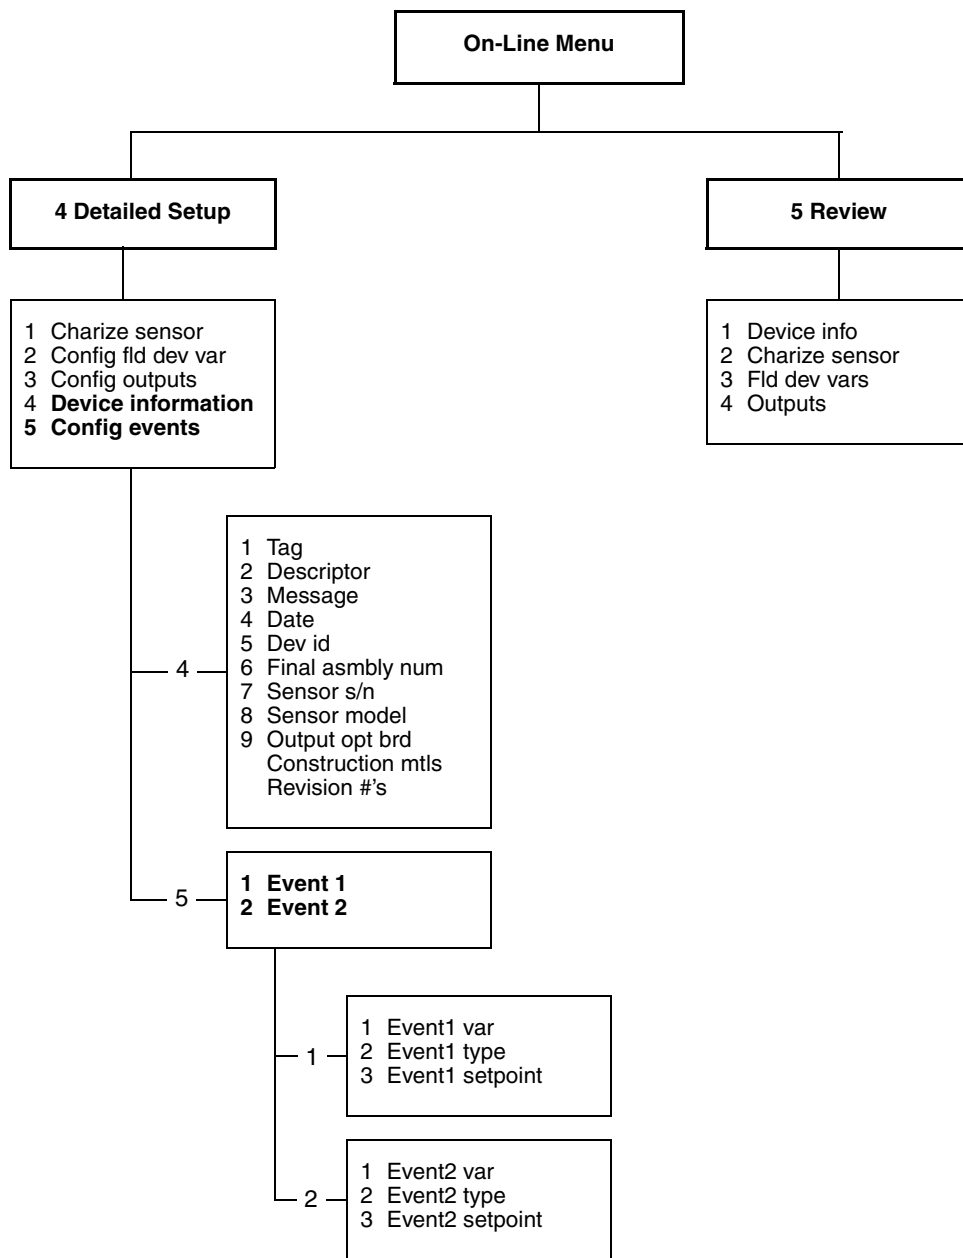 On-Line Menu
4 Detailed Setup
1 Charize sensor
2 Config fld dev var
3 Config outputs
4 Device information
5 Config events
4
1 Tag
2 Descriptor
3 Message
4 Date
5 Dev id
6 Final asmbly num
7 Sensor s/n
8 Sensor model
9 Output opt brd
Construction mtls
Revision #'s
5
1 Event 1
2 Event 2
1
1 Event1 var
2 Event1 type
3 Event1 setpoint
2
1 Event2 var
2 Event2 type
3 Event2 setpoint
5 Review
1 Device info
2 Charize sensor
3 Fld dev vars
4 Outputs